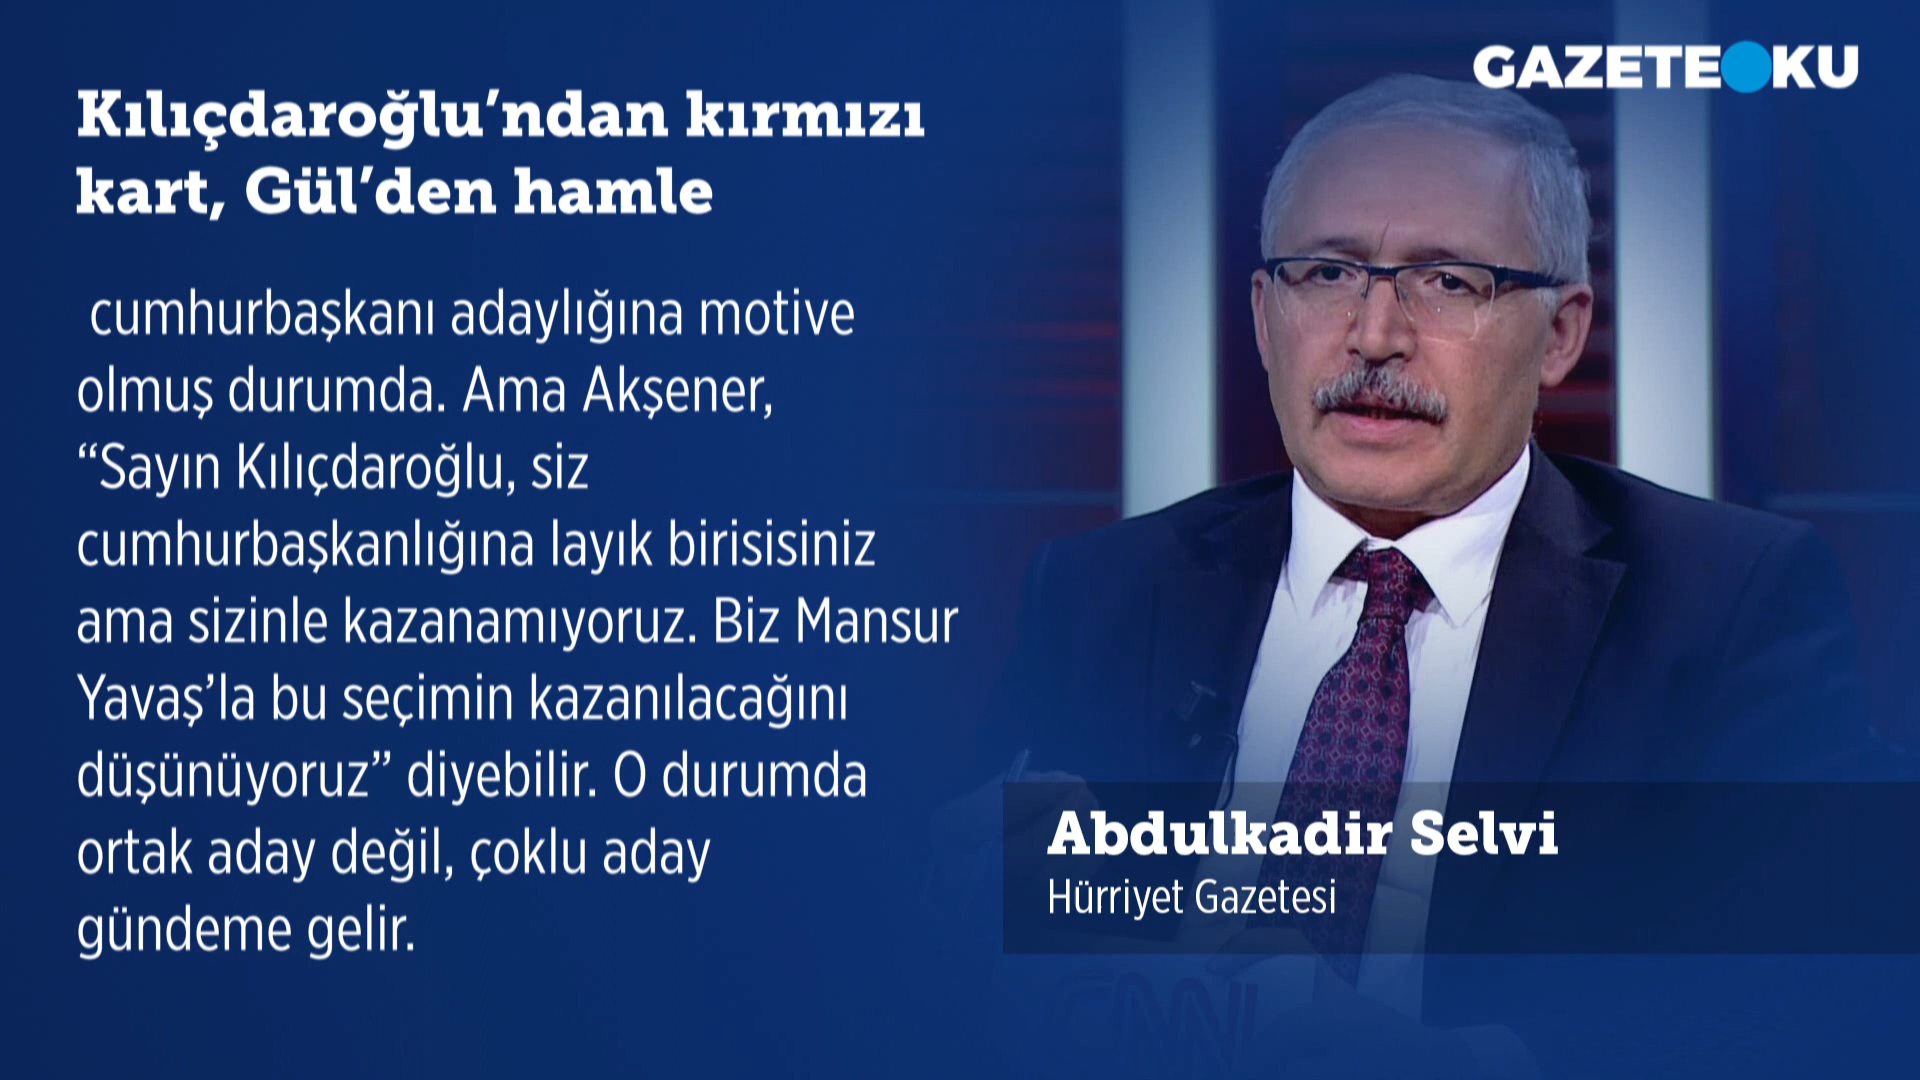 GAZETEOKU
Kılıçdaroğlu’ndan kırmızı
kart, Gül’den hamle
cumhurbaşkanı adaylığına motive
olmuş durumda. Ama Akşener,
“Sayın Kılıçdaroğlu, siz
cumhurbaşkanlığına layık birisisiniz
ama sizinle kazanamıyoruz. Biz Mansur
Yavaş’la bu seçimin kazanılacağını
düşünüyoruz” diyebilir. O durumda
ortak aday değil, çoklu aday
gündeme gelir.
Abdulkadir Selvi
Hürriyet Gazetesi
CNN